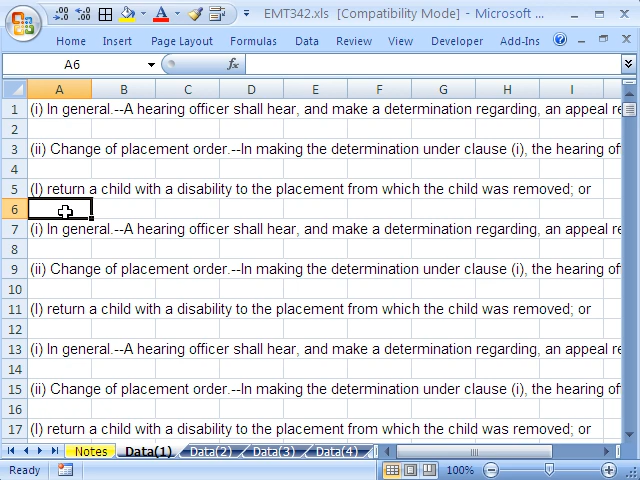 EMT342.xls [Compatibility Mode] - Microsoft ...
Home Insert Page Layout Formulas Data Review View Developer Add-Ins
A6 fx
A B C D E F G H I
1 (i) In general.--A hearing officer shall hear, and make a determination regarding, an appeal re
2
3 (ii) Change of placement order.--In making the determination under clause (i), the hearing of
4
5 (I) return a child with a disability to the placement from which the child was removed; or
6
7 (i) In general.--A hearing officer shall hear, and make a determination regarding, an appeal re
8
9 (ii) Change of placement order.--In making the determination under clause (i), the hearing of
10
11 (I) return a child with a disability to the placement from which the child was removed; or
12
13 (i) In general.--A hearing officer shall hear, and make a determination regarding, an appeal re
14
15 (ii) Change of placement order.--In making the determination under clause (i), the hearing of
16
17 (I) return a child with a disability to the placement from which the child was removed; or
Notes Data(1) Data(2) Data(3) Data(4)
Ready 100%